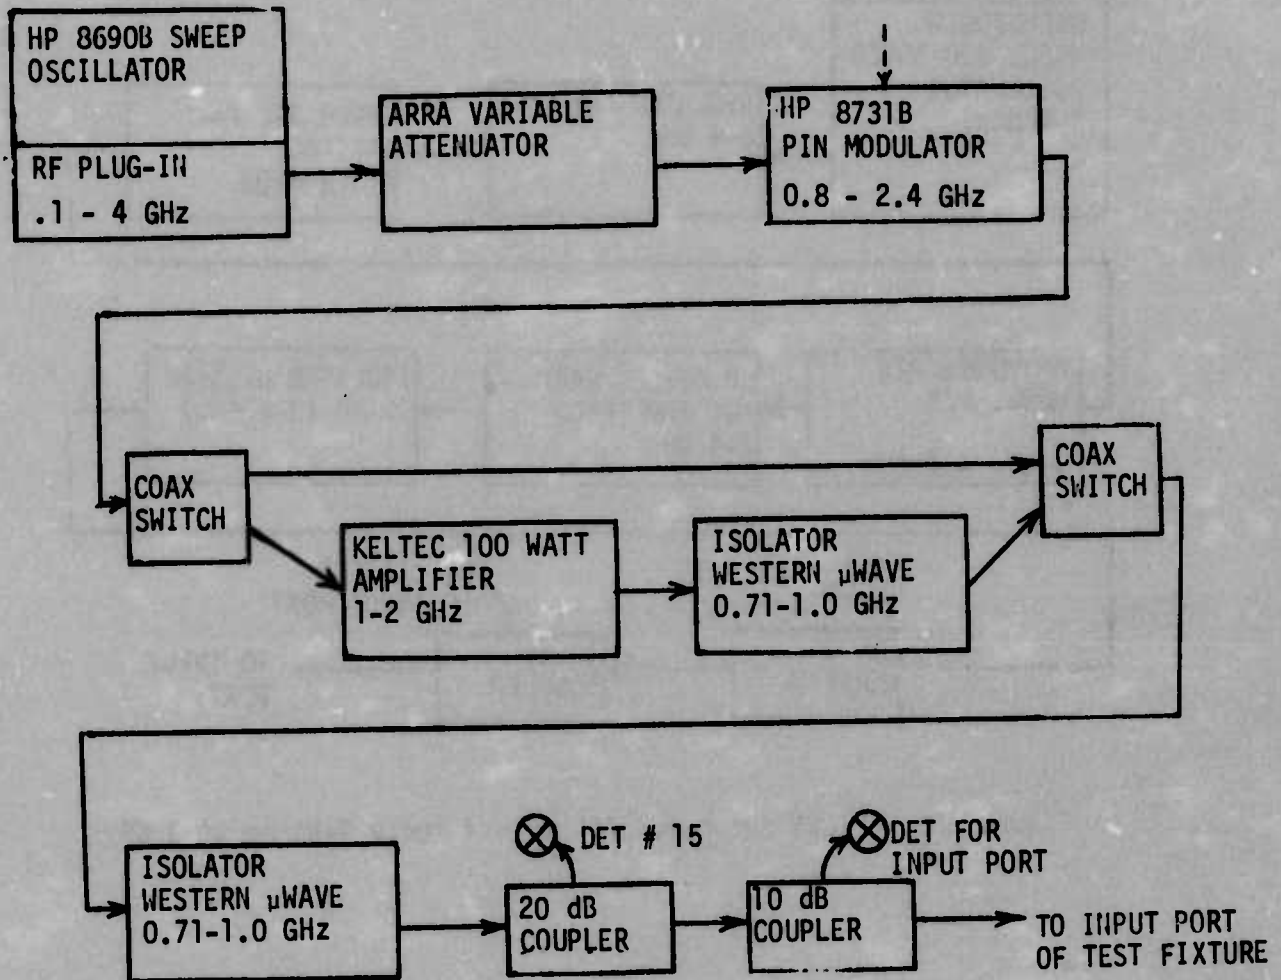 HP 8690B SWEEP
OSCILLATOR
RF PLUG-IN
.1 - 4 GHz
ARRA VARIABLE
ATTENUATOR
HP 8731B
PIN MODULATOR
0.8 - 2.4 GHz
COAX
SWITCH
KELTEC 100 WATT
AMPLIFIER
1-2 GHz
ISOLATOR
WESTERN µWAVE
0.71-1.0 GHz
COAX
SWITCH
ISOLATOR
WESTERN µWAVE
0.71-1.0 GHz
DET # 15
20 dB
COUPLER
DET FOR
INPUT PORT
10 dB
COUPLER
TO INPUT PORT
OF TEST FIXTURE